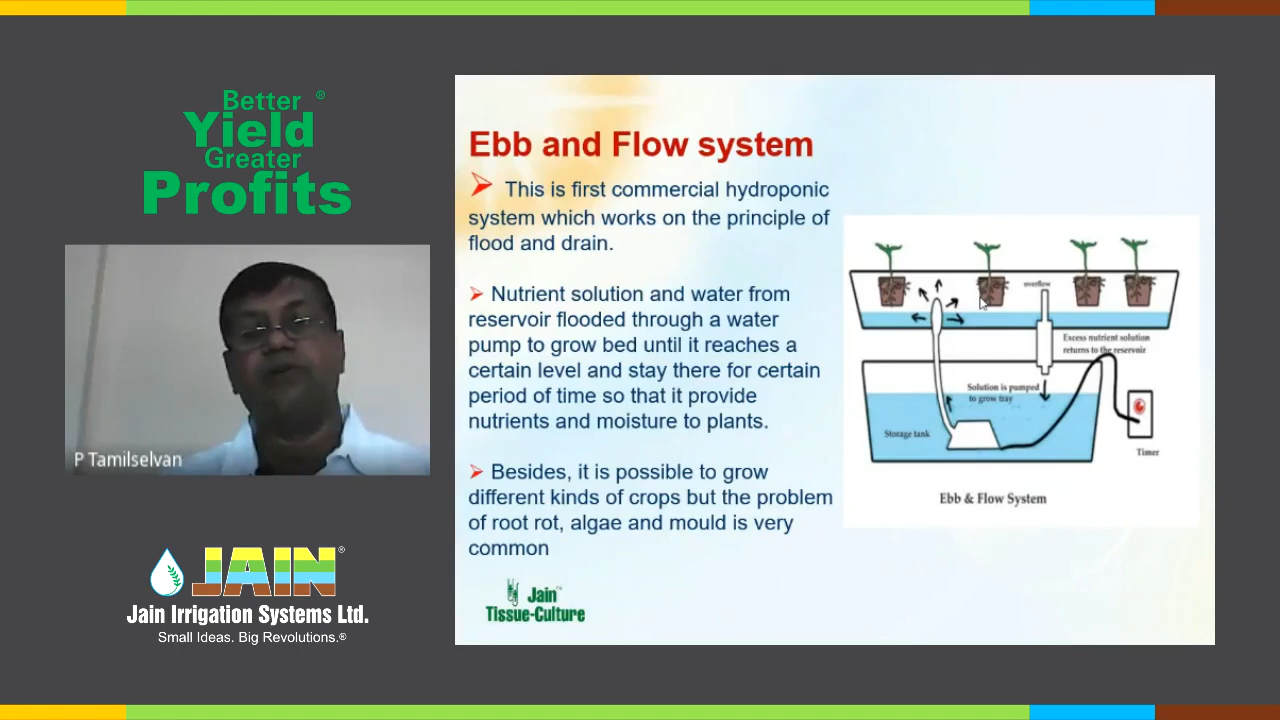 Better ®
Yield
Greater
Profits
P Tamilselvan
JAIN®
Jain Irrigation Systems Ltd.
Small Ideas. Big Revolutions.®
Ebb and Flow system
➢ This is first commercial hydroponic
system which works on the principle of
flood and drain.
➢ Nutrient solution and water from
reservoir flooded through a water
pump to grow bed until it reaches a
certain level and stay there for certain
period of time so that it provide
nutrients and moisture to plants.
➢ Besides, it is possible to grow
different kinds of crops but the problem
of root rot, algae and mould is very
common
Jain™
Tissue-Culture
overflow
Excess nutrient solution
returns to the reservoir
Solution is pumped
to grow tray
Storage tank
Timer
Ebb & Flow System